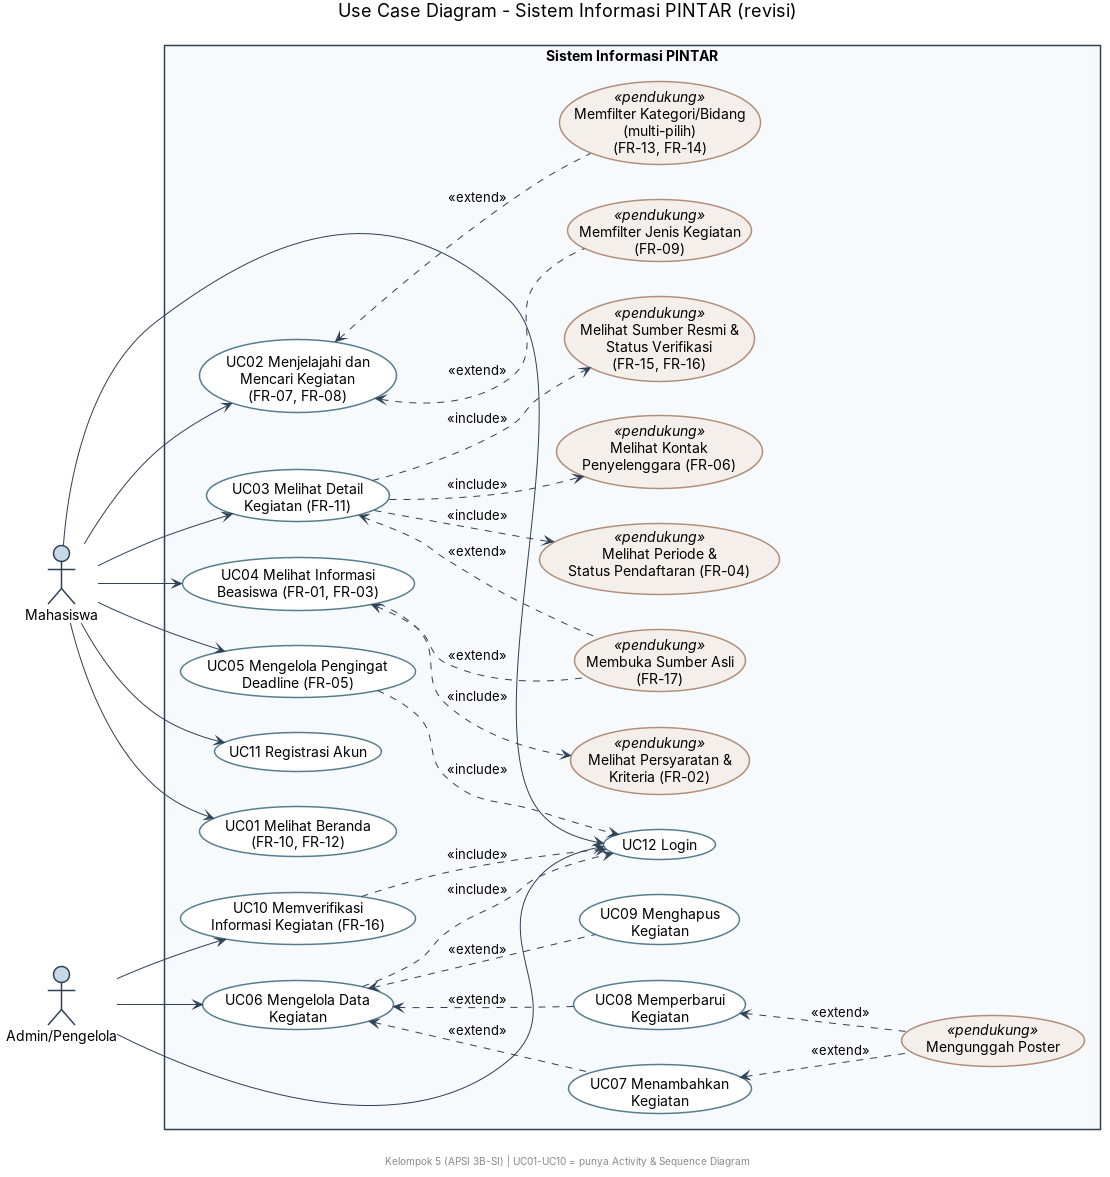 Use Case Diagram - Sistem Informasi PINTAR (revisi)
Sistem Informasi PINTAR
«pendukung»
Memfilter Kategori/Bidang
(multi-pilih)
(FR-13, FR-14)
«extend»
«pendukung»
Memfilter Jenis Kegiatan
(FR-09)
«pendukung»
Melihat Sumber Resmi &
Status Verifikasi
(FR-15, FR-16)
UC02 Menjelajahi dan
Mencari Kegiatan
(FR-07, FR-08)
«extend»
«include»
«pendukung»
Melihat Kontak
Penyelenggara (FR-06)
UC03 Melihat Detail
Kegiatan (FR-11)
«include»
«include»
«pendukung»
Melihat Periode &
Status Pendaftaran (FR-04)
«extend»
UC04 Melihat Informasi
Beasiswa (FR-01, FR-03)
Mahasiswa
«pendukung»
Membuka Sumber Asli
(FR-17)
«extend»
UC05 Mengelola Pengingat
Deadline (FR-05)
«include»
«pendukung»
Melihat Persyaratan &
Kriteria (FR-02)
UC11 Registrasi Akun
«include»
UC01 Melihat Beranda
(FR-10, FR-12)
UC12 Login
«include»
«include»
UC10 Memverifikasi
Informasi Kegiatan (FR-16)
UC09 Menghapus
Kegiatan
«extend»
UC06 Mengelola Data
Kegiatan
«extend»
UC08 Memperbarui
Kegiatan
«extend»
«pendukung»
Mengunggah Poster
Admin/Pengelola
«extend»
«extend»
UC07 Menambahkan
Kegiatan
Kelompok 5 (APSI 3B-SI) | UC01-UC10 = punya Activity & Sequence Diagram